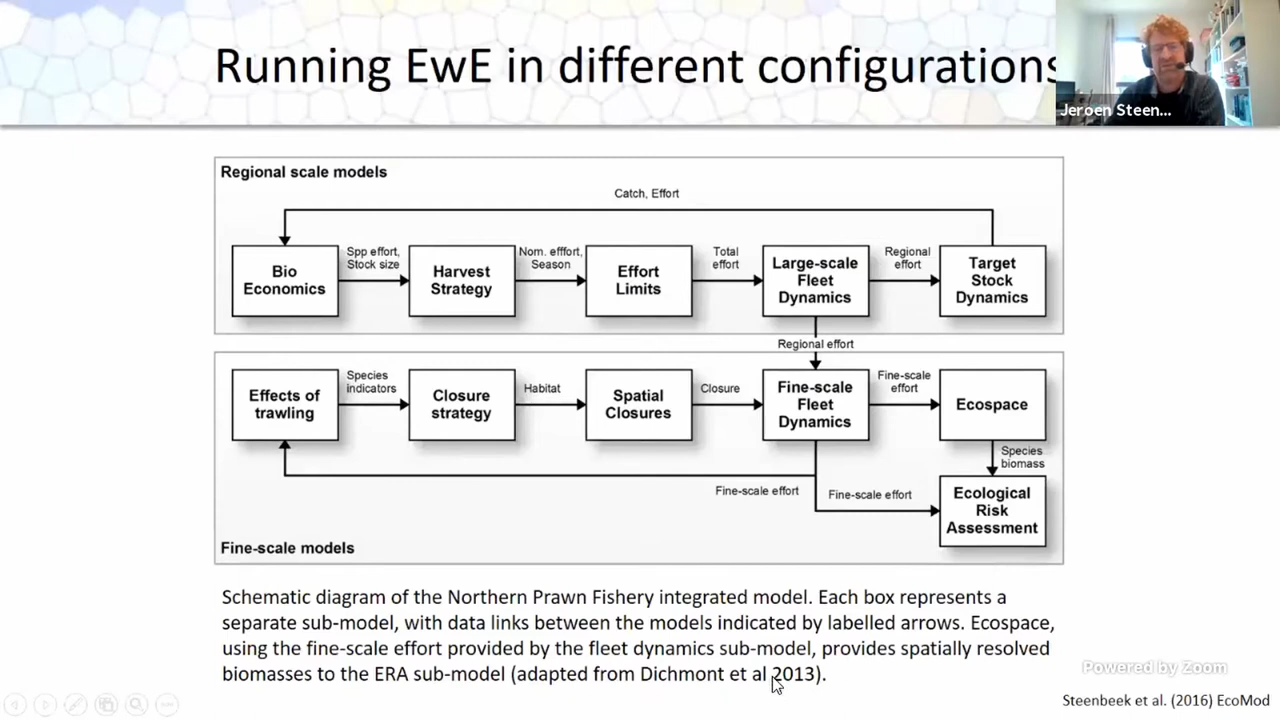 Running EwE in different configurations
Jeroen Steen...
Regional scale models
Catch, Effort
Bio
Economics
Spp effort,
Stock size
Harvest
Strategy
Nom. efffort,
Season
Effort
Limits
Total
effort
Large-scale
Fleet
Dynamics
Regional
effort
Target
Stock
Dynamics
Regional effort
Effects of
trawling
Species
indicators
Closure
strategy
Habitat
Spatial
Closures
Closure
Fine-scale
Fleet
Dynamics
Fine-scale
effort
Ecospace
Species
biomass
Fine-scale effort
Fine-scale effort
Ecological
Risk
Assessment
Fine-scale models
Schematic diagram of the Northern Prawn Fishery integrated model. Each box represents a
separate sub-model, with data links between the models indicated by labelled arrows. Ecospace,
using the fine-scale effort provided by the fleet dynamics sub-model, provides spatially resolved
biomasses to the ERA sub-model (adapted from Dichmont et al 2013).
Powered by Zoom
Steenbeek et al. (2016) EcoMod